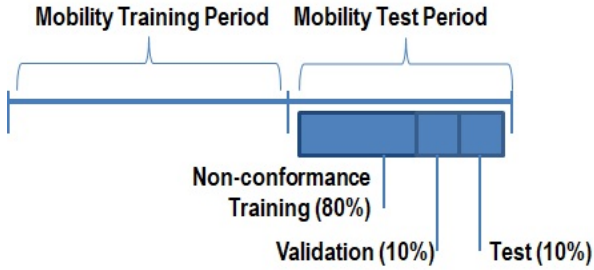 Mobility Training Period
Mobility Test Period
Non-conformance
Training (80%)
Validation (10%)
Test (10%)